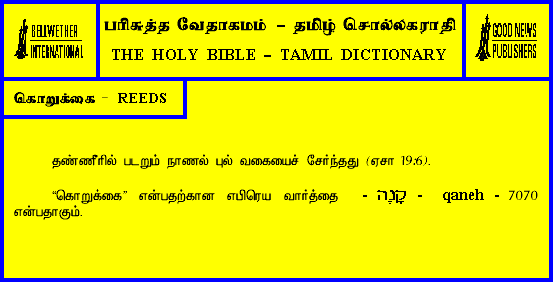 BELLWETHER
INTERNATIONAL
பரிசுத்த வேதாகமம் - தமிழ் சொல்லகராதி
THE HOLY BIBLE - TAMIL DICTIONARY
GOOD NEWS
PUBLISHERS
கொறுக்கை - REEDS
தண்ணீரில் படறும் நாணல் புல் வகையைச் சேர்ந்தது (ஏசா 19:6).
“கொறுக்கை” என்பதற்கான எபிரெய வார்த்தை - קָנֶה - qaneh - 7070
என்பதாகும்.